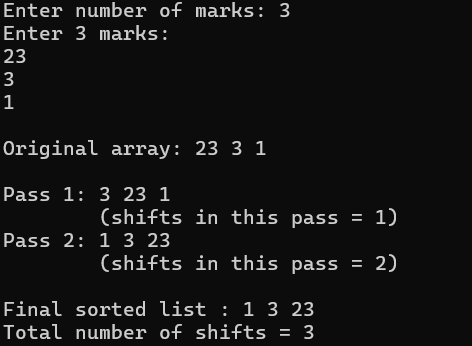 Enter number of marks: 3
Enter 3 marks:
23
3
1
Original array: 23 3 1
Pass 1: 3 23 1
(shifts in this pass = 1)
Pass 2: 1 3 23
(shifts in this pass = 2)
Final sorted list : 1 3 23
Total number of shifts = 3